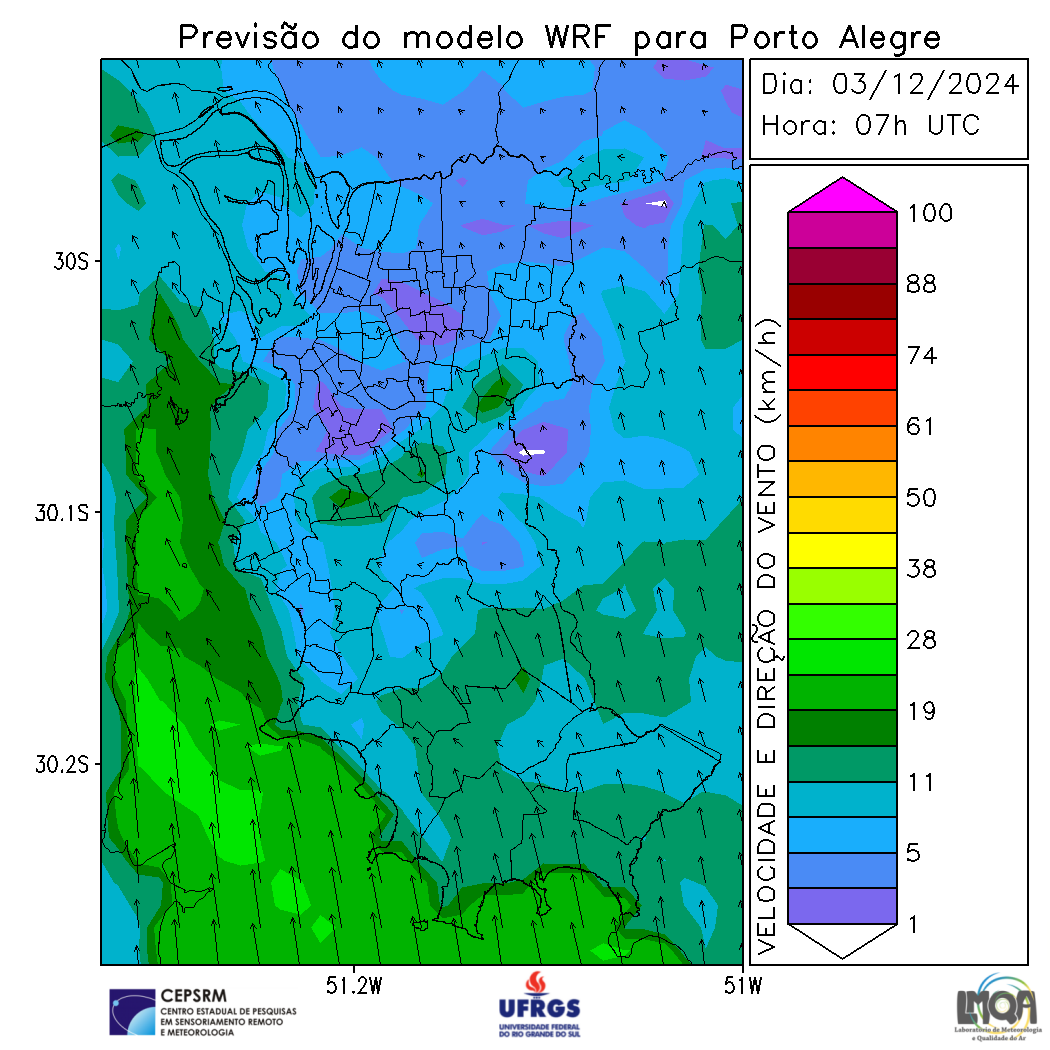 Previsão do modelo WRF para Porto Alegre
Dia: 03/12/2024
Hora: 07h UTC
30S
30.1S
30.2S
51.2W
51W
VELOCIDADE E DIREÇÃO DO VENTO (km/h)
100
88
74
61
50
38
28
19
11
5
1
CEPSRM
CENTRO ESTADUAL DE PESQUISAS
EM SENSORIAMENTO REMOTO
E METEOROLOGIA
UFRGS
UNIVERSIDADE FEDERAL
DO RIO GRANDE DO SUL
LMQA
Laboratório de Meteorologia
e Qualidade do Ar